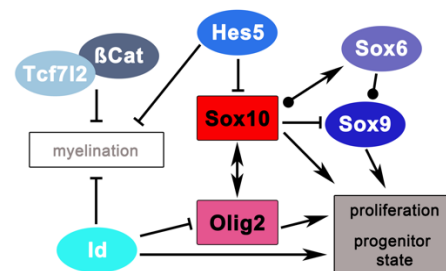 Hes5
ßCat
Sox6
Tcf7l2
Sox10
Sox9
myelination
Olig2
proliferation
Id
progenitor
state